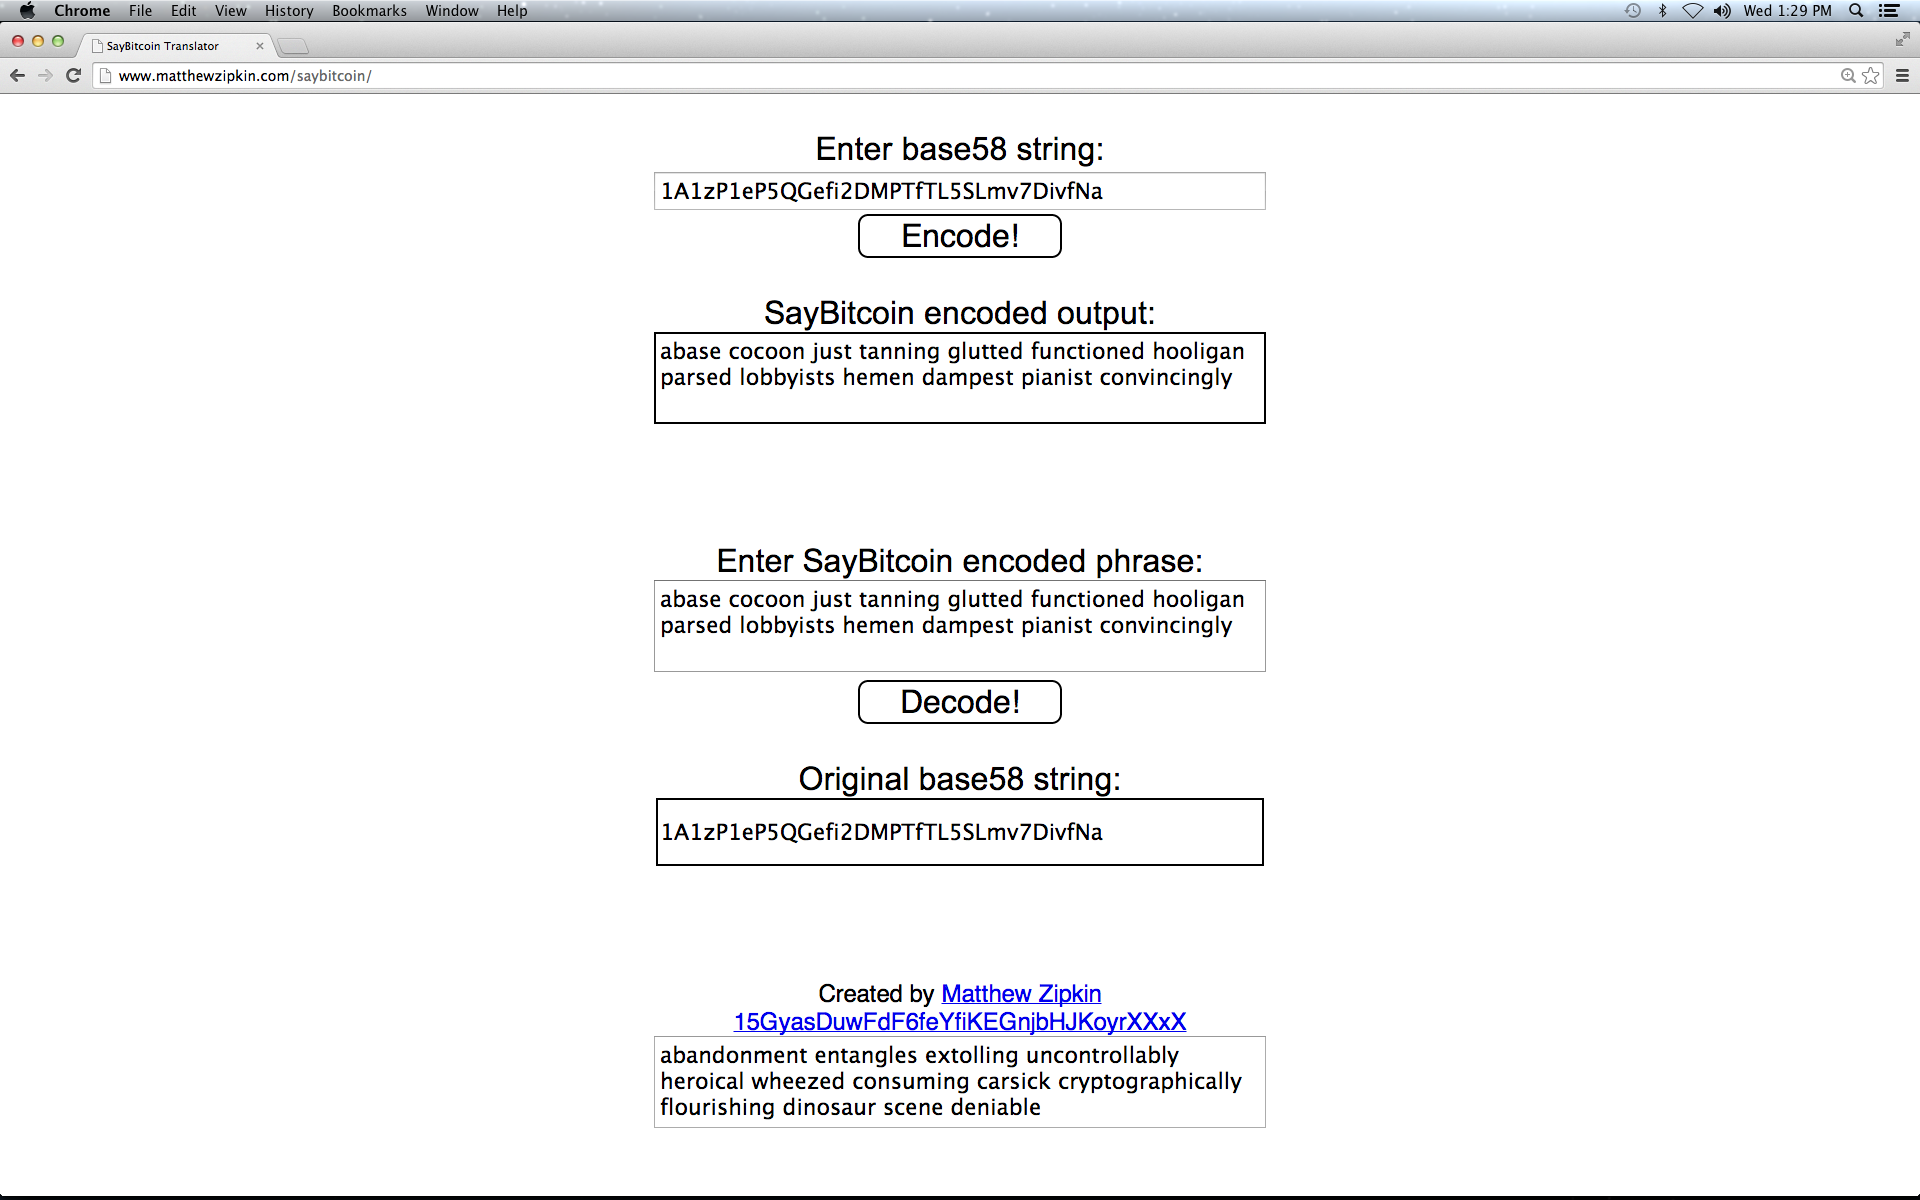 Chrome File Edit View History Bookmarks Window Help Wed 1:29 PM
SayBitcoin Translator
www.matthewzipkin.com/saybitcoin/
Enter base58 string:
1A1zP1eP5QGefi2DMPTfTL5SLmv7DivfNa
Encode!
SayBitcoin encoded output:
abase cocoon just tanning glutted functioned hooligan
parsed lobbyists hemen dampest pianist convincingly
Enter SayBitcoin encoded phrase:
abase cocoon just tanning glutted functioned hooligan
parsed lobbyists hemen dampest pianist convincingly
Decode!
Original base58 string:
1A1zP1eP5QGefi2DMPTfTL5SLmv7DivfNa
Created by Matthew Zipkin
15GyasDuwFdF6feYfiKEGnjbHJKoyrXXxX
abandonment entangles extolling uncontrollably
heroical wheezed consuming carsick cryptographically
flourishing dinosaur scene deniable